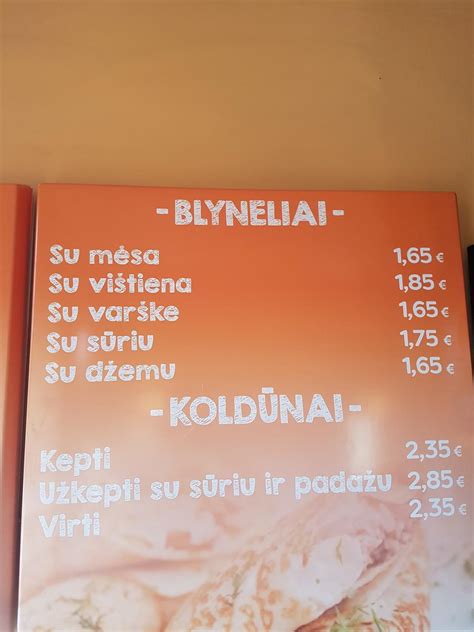 - BLYNELIAI -
Su mėsa 1,65 €
Su vištiena 1,85 €
Su varške 1,65 €
Su sūriu 1,75 €
Su džemu 1,65 €
- KOLDŪNAI -
Kepti 2,35 €
Užkepti su sūriu ir padažu 2,85 €
Virti 2,35 €